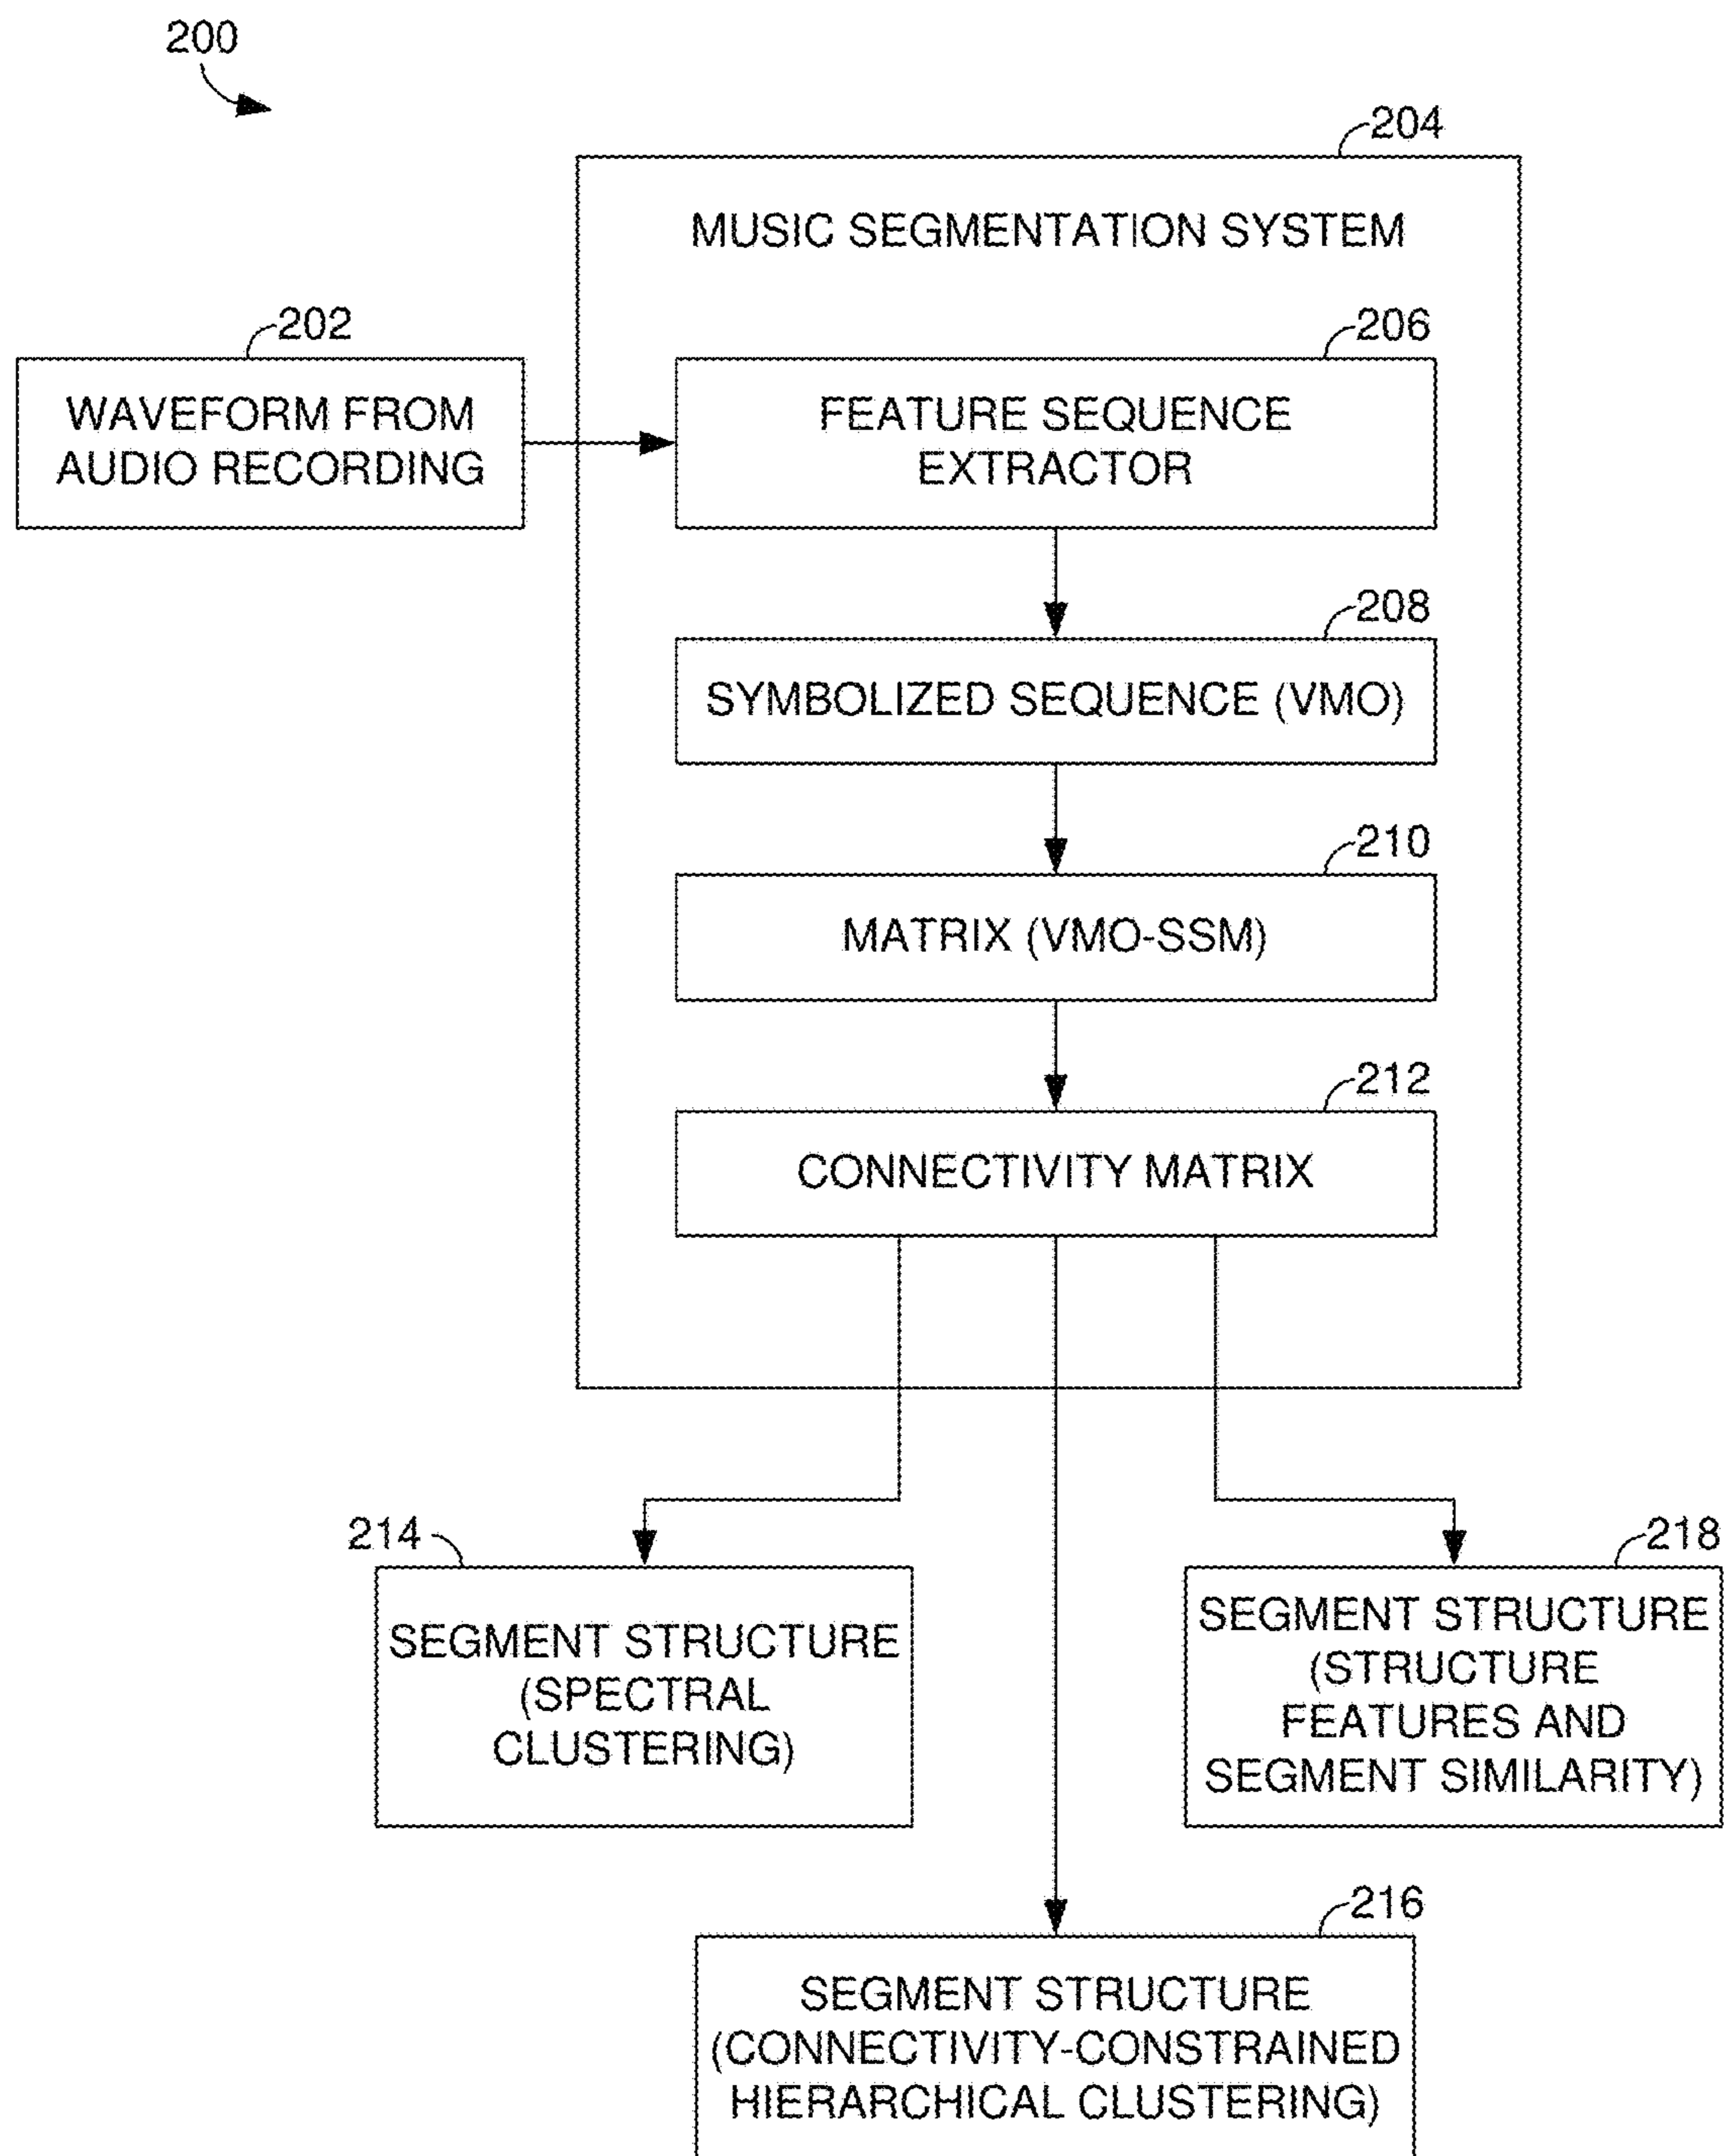 200
204
MUSIC SEGMENTATION SYSTEM
202
WAVEFORM FROM
AUDIO RECORDING
206
FEATURE SEQUENCE
EXTRACTOR
208
SYMBOLIZED SEQUENCE (VMO)
210
MATRIX (VMO-SSM)
212
CONNECTIVITY MATRIX
214
SEGMENT STRUCTURE
(SPECTRAL
CLUSTERING)
218
SEGMENT STRUCTURE
(STRUCTURE
FEATURES AND
SEGMENT SIMILARITY)
216
SEGMENT STRUCTURE
(CONNECTIVITY-CONSTRAINED
HIERARCHICAL CLUSTERING)